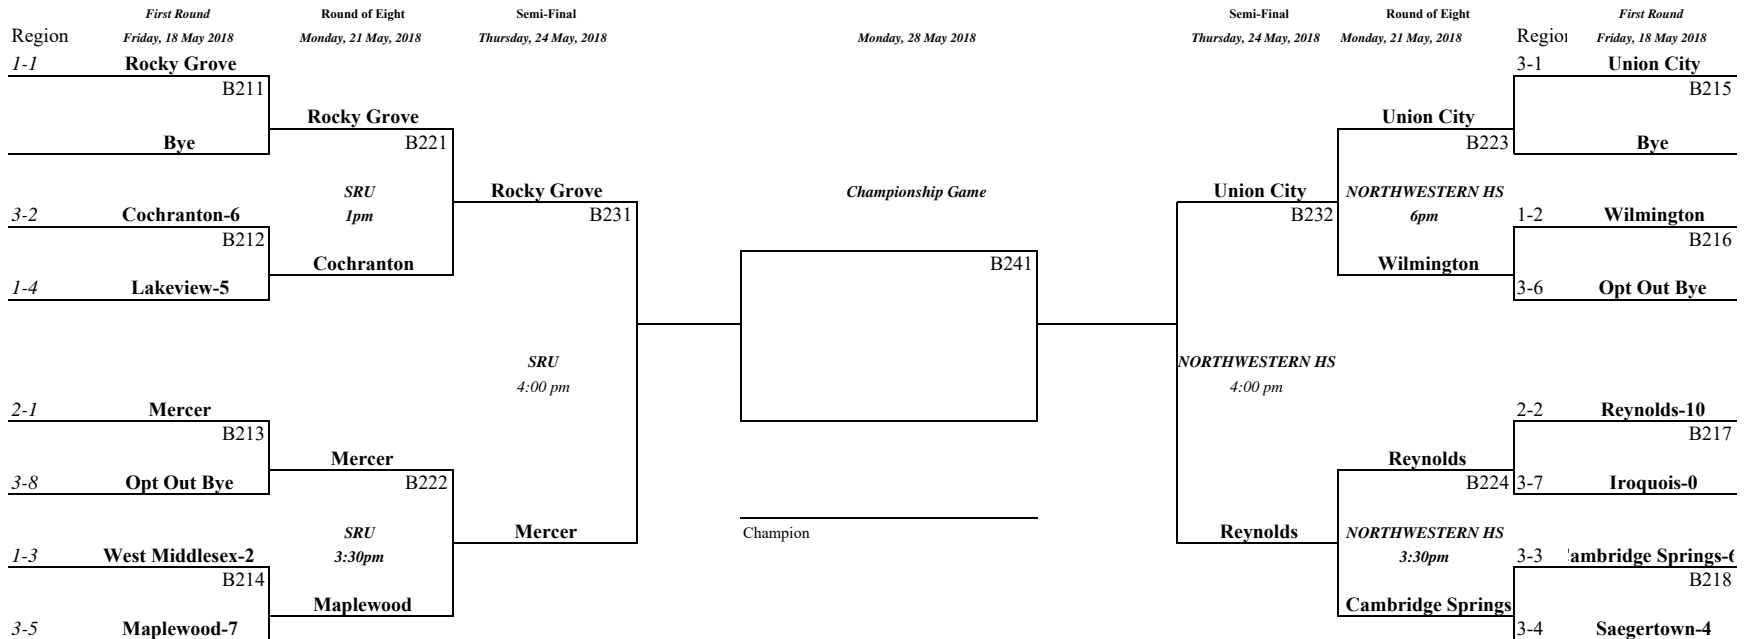 First Round Round of Eight Semi-Final Semi-Final Round of Eight First Round
Region Friday, 18 May 2018 Monday, 21 May, 2018 Thursday, 24 May, 2018 Monday, 28 May 2018 Thursday, 24 May, 2018 Monday, 21 May, 2018 Region Friday, 18 May 2018
1-1 Rocky Grove 3-1 Union City
B211 B215
Rocky Grove Union City
Bye B221 B223 Bye
SRU Rocky Grove Championship Game Union City NORTHWESTERN HS
3-2 Cochranton-6 1pm B231 B232 6pm 1-2 Wilmington
B212 B216
Cochranton B241 Wilmington
1-4 Lakeview-5 3-6 Opt Out Bye
SRU NORTHWESTERN HS
4:00 pm 4:00 pm
2-1 Mercer 2-2 Reynolds-10
B213 B217
Mercer Reynolds
3-8 Opt Out Bye B222 B224 3-7 Iroquois-0
SRU Mercer Champion Reynolds NORTHWESTERN HS
1-3 West Middlesex-2 3:30pm 3:30pm 3-3 ambridge Springs-6
B214 B218
Maplewood Cambridge Springs
3-5 Maplewood-7 3-4 Saegertown-4